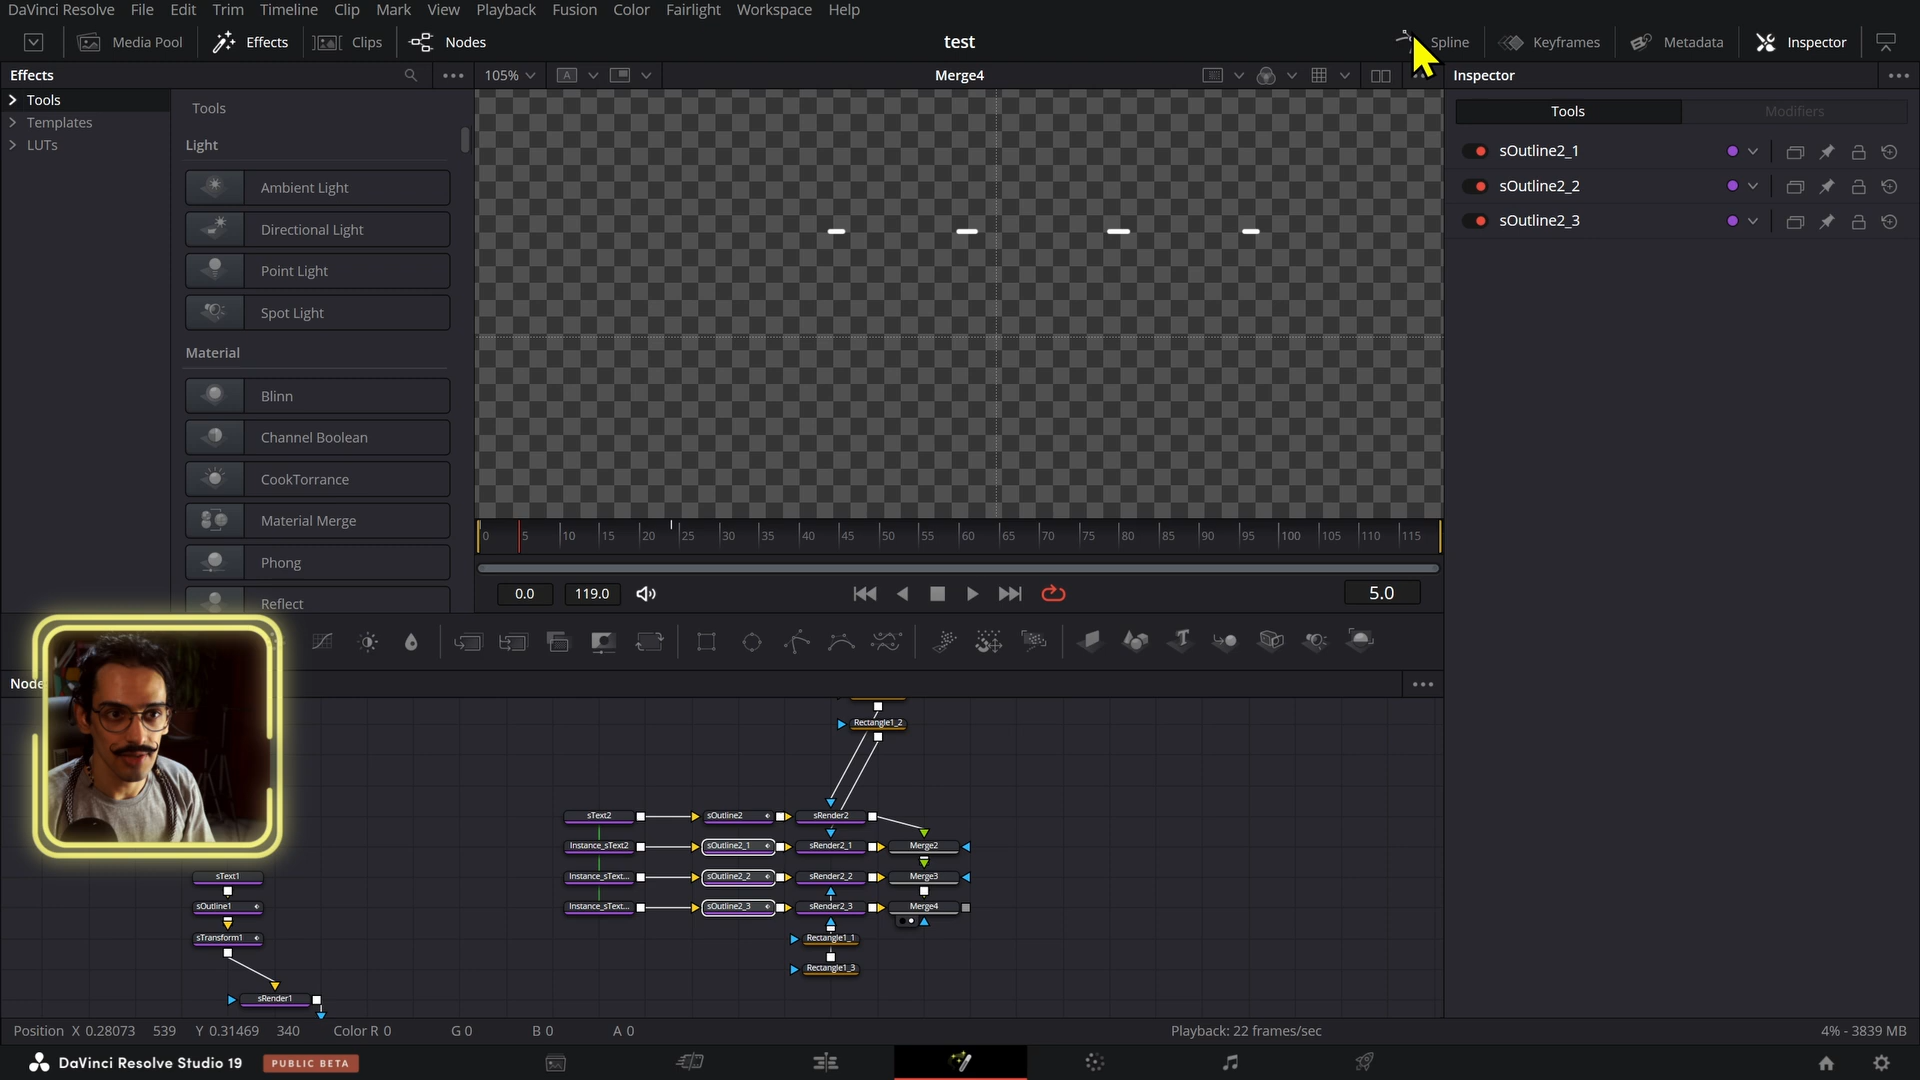 DaVinci Resolve File Edit Trim Timeline Clip Mark View Playback Fusion Color Fairlight Workspace Help
Media Pool Effects Clips Nodes test Spline Keyframes Metadata Inspector
Effects 105% A Merge4 Inspector
Tools
Templates
LUTs
Tools
Light
Ambient Light
Directional Light
Point Light
Spot Light
Material
Blinn
Channel Boolean
CookTorrance
Material Merge
Phong
Reflect
Tools Modifiers
sOutline2_1
sOutline2_2
sOutline2_3
0 5 10 15 20 25 30 35 40 45 50 55 60 65 70 75 80 85 90 95 100 105 110 115
0.0 119.0 5.0
T
Node
Rectangle1_2
sText2 sOutline2 sRender2
Instance_sText2 sOutline2_1 sRender2_1 Merge2
Instance_sText... sOutline2_2 sRender2_2 Merge3
Instance_sText... sOutline2_3 sRender2_3 Merge4
Rectangle1_1
Rectangle1_3
sText1
sOutline1
sTransform1
sRender1
Position X 0.28073 539 Y 0.31469 340 Color R 0 G 0 B 0 A 0 Playback: 22 frames/sec 4% - 3839 MB
DaVinci Resolve Studio 19 PUBLIC BETA